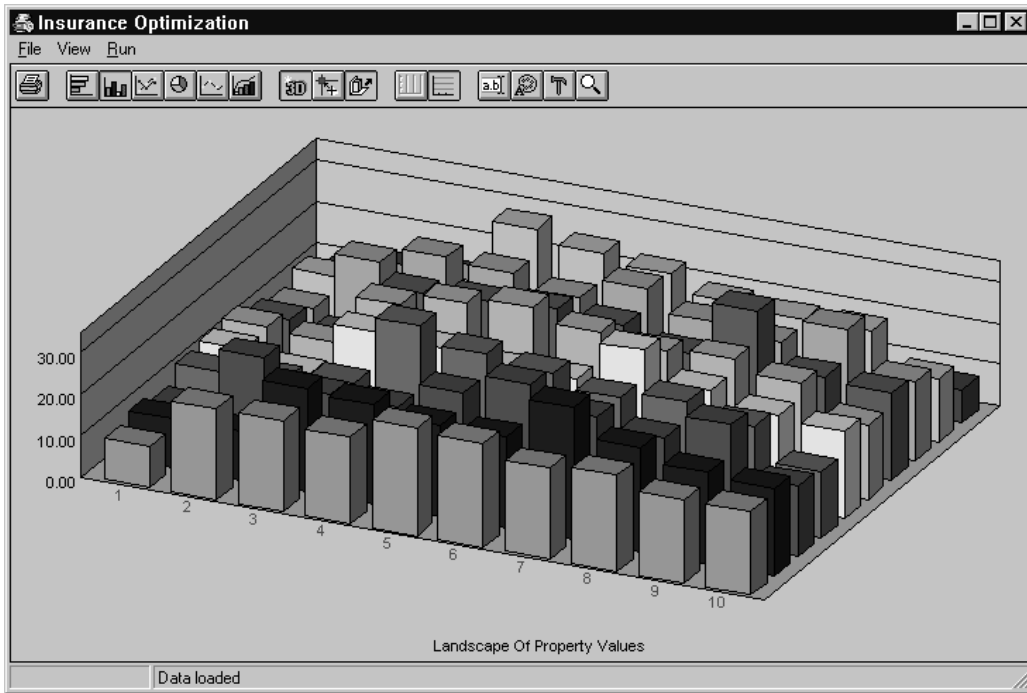 Insurance Optimization
File View Run
3D a.b
A
30.00
20.00
10.00
0.00
1 2 3 4 5 6 7 8 9 10
Landscape Of Property Values
Data loaded